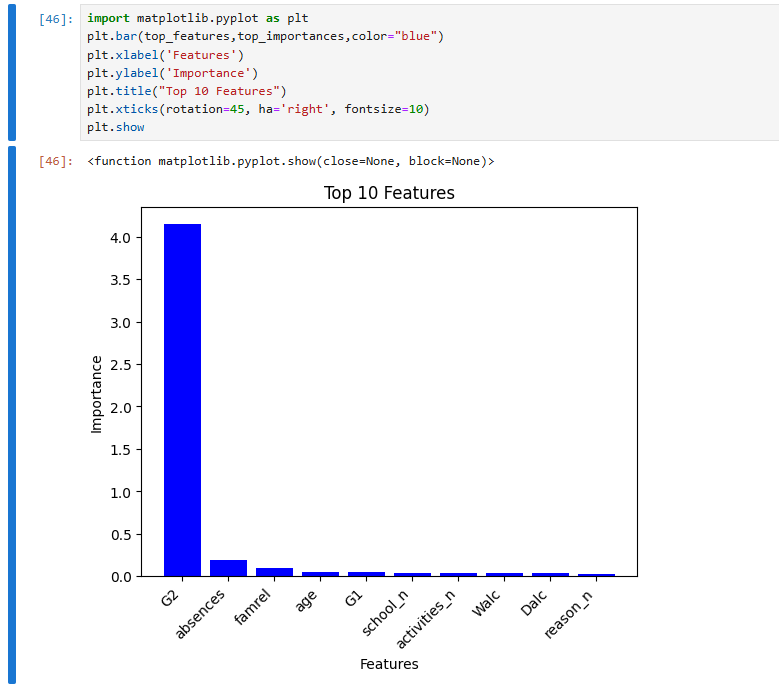 [46]: import matplotlib.pyplot as plt
plt.bar(top_features,top_importances,color="blue")
plt.xlabel('Features')
plt.ylabel('Importance')
plt.title("Top 10 Features")
plt.xticks(rotation=45, ha='right', fontsize=10)
plt.show
[46]: <function matplotlib.pyplot.show(close=None, block=None)>
Top 10 Features
4.0
3.5
3.0
2.5
2.0
1.5
1.0
0.5
0.0
Importance
G2
absences
famrel
age
G1
school_n
activities_n
Walc
Dalc
reason_n
Features